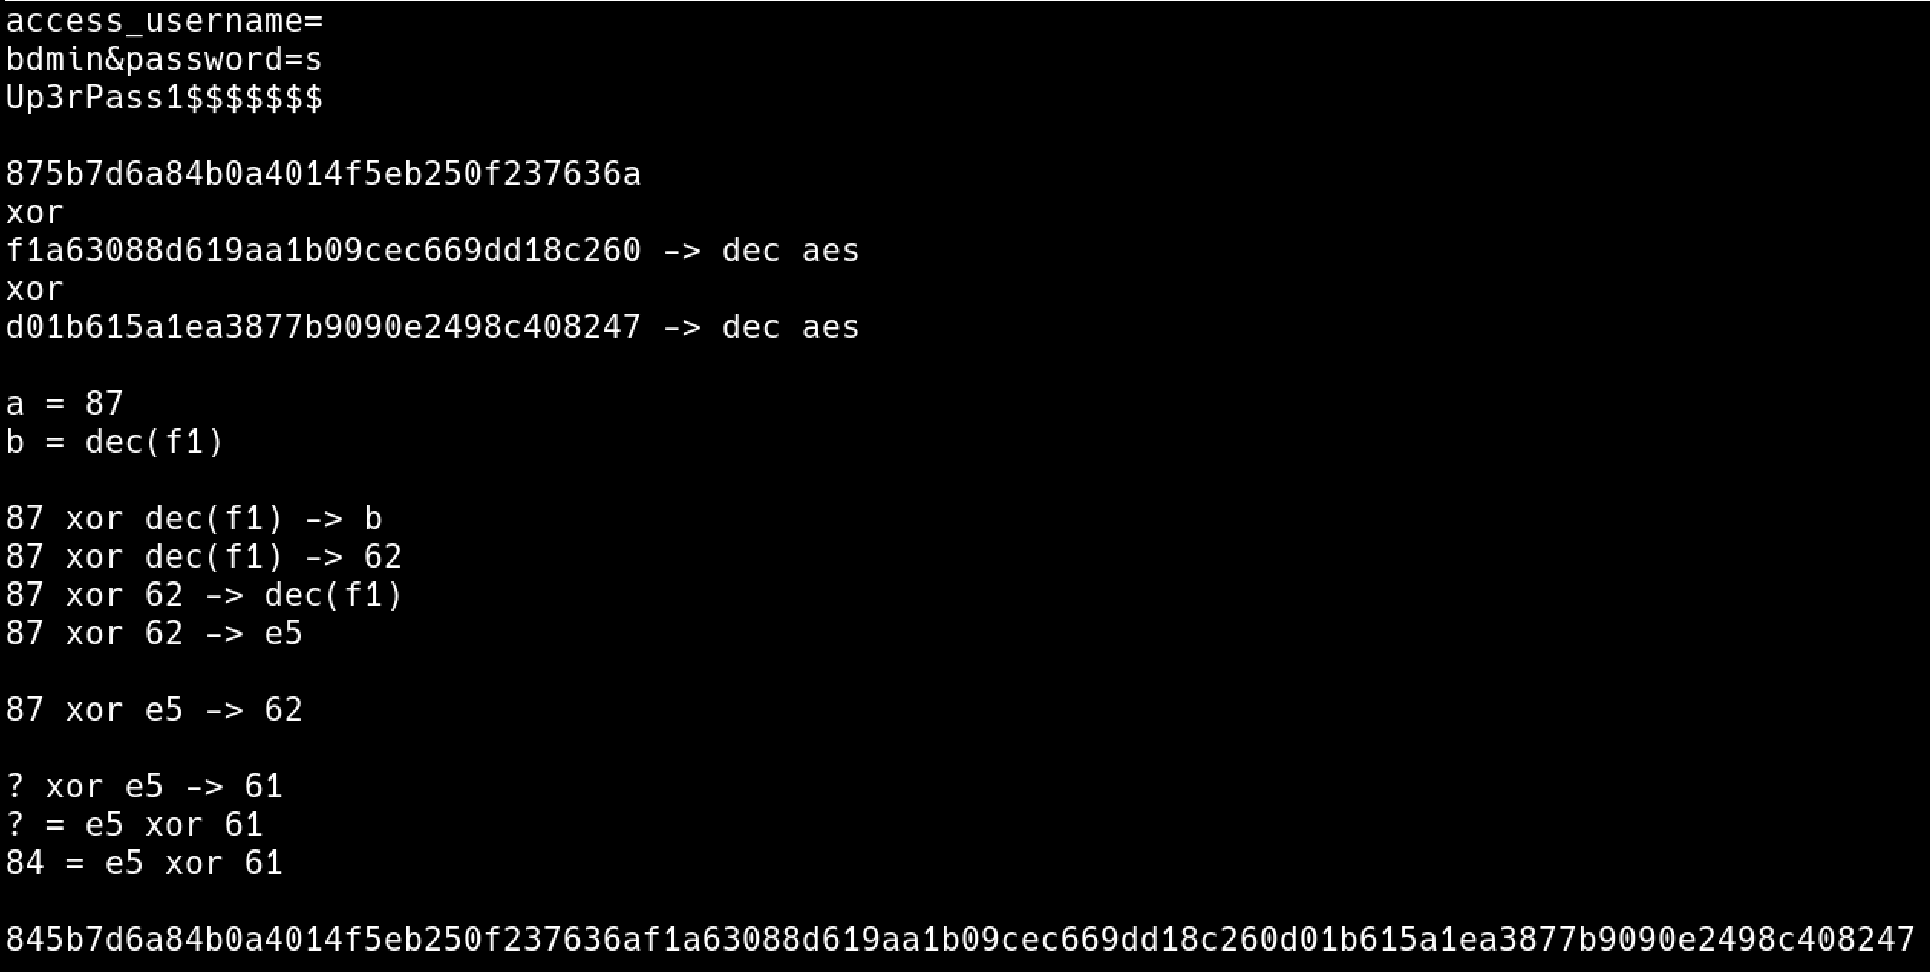 access_username=
bdmin&password=s
Up3rPass1$$$$$$$
875b7d6a84b0a4014f5eb250f237636a
xor
f1a63088d619aa1b09cec669dd18c260 -> dec aes
xor
d01b615a1ea3877b9090e2498c408247 -> dec aes
a = 87
b = dec(f1)
87 xor dec(f1) -> b
87 xor dec(f1) -> 62
87 xor 62 -> dec(f1)
87 xor 62 -> e5
87 xor e5 -> 62
? xor e5 -> 61
? = e5 xor 61
84 = e5 xor 61
845b7d6a84b0a4014f5eb250f237636af1a63088d619aa1b09cec669dd18c260d01b615a1ea3877b9090e2498c408247